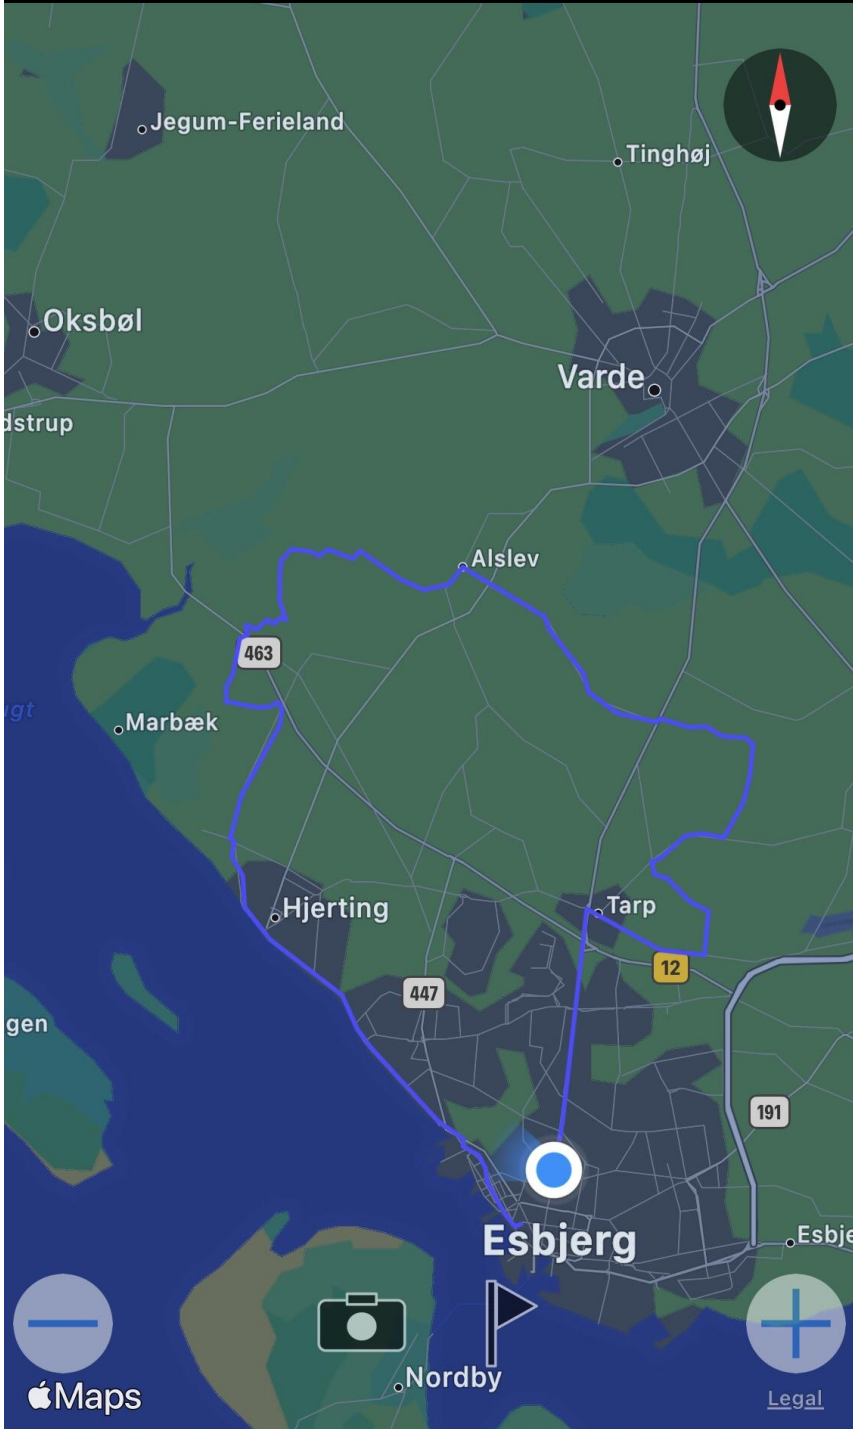 Jegum-Ferieland
Tinghøj
Oksbøl
Varde
dstrup
Alslev
463
ugt
Marbæk
Hjerting
Tarp
12
447
gen
191
Esbje
Esbjerg
Nordby
Maps
Legal